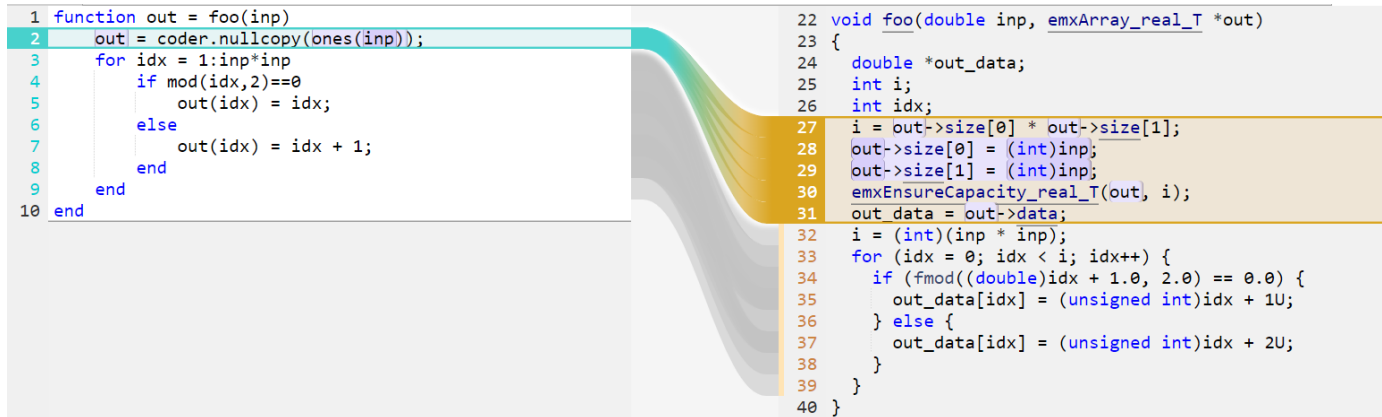 1 function out = foo(inp)
2 out = coder.nullcopy(ones(inp));
3 for idx = 1:inp*inp
4 if mod(idx,2)==0
5 out(idx) = idx;
6 else
7 out(idx) = idx + 1;
8 end
9 end
10 end
22 void foo(double inp, emxArray_real_T *out)
23 {
24 double *out_data;
25 int i;
26 int idx;
27 i = out->size[0] * out->size[1];
28 out->size[0] = (int)inp;
29 out->size[1] = (int)inp;
30 emxEnsureCapacity_real_T(out, i);
31 out_data = out->data;
32 i = (int)(inp * inp);
33 for (idx = 0; idx < i; idx++) {
34 if (fmod((double)idx + 1.0, 2.0) == 0.0) {
35 out_data[idx] = (unsigned int)idx + 1U;
36 } else {
37 out_data[idx] = (unsigned int)idx + 2U;
38 }
39 }
40 }